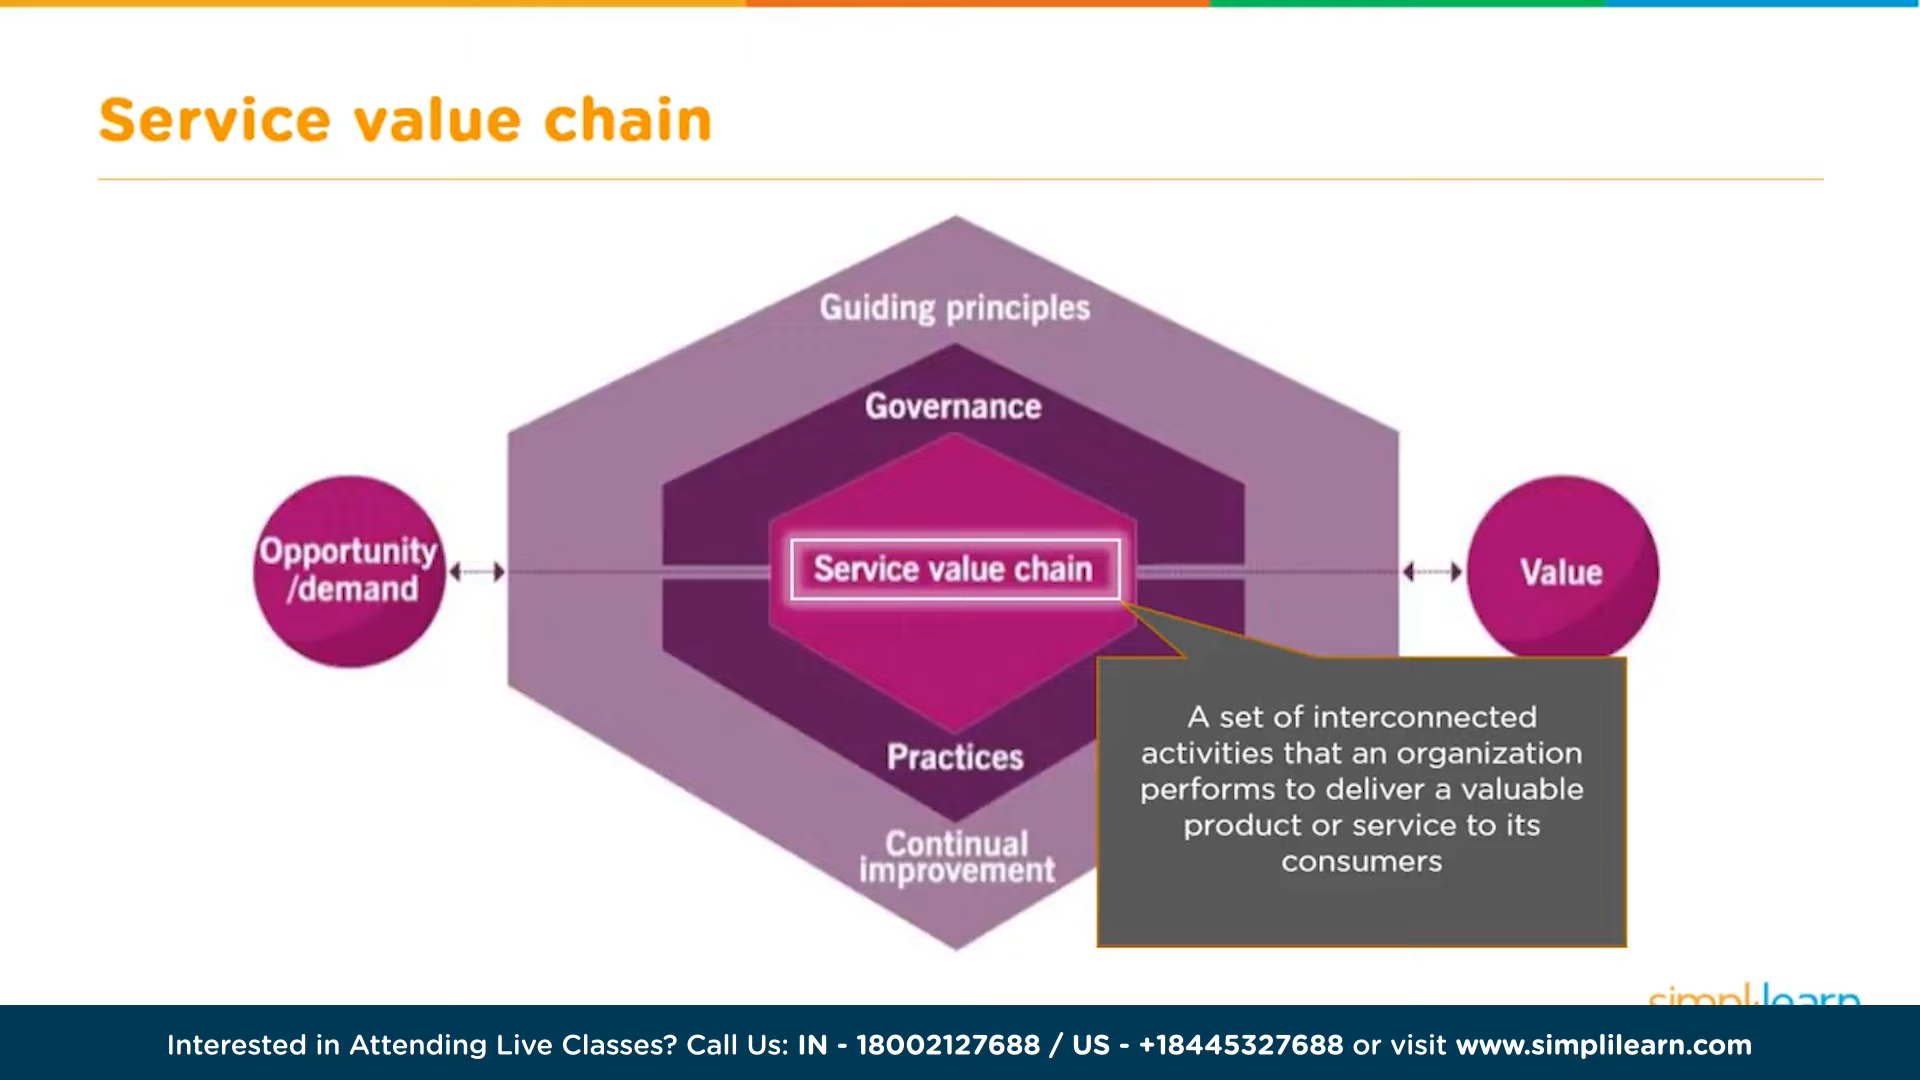 Service value chain
Guiding principles
Governance
Opportunity
/demand
Service value chain
Value
A set of interconnected
activities that an organization
performs to deliver a valuable
product or service to its
consumers
Practices
Continual
improvement
simplilearn
Interested in Attending Live Classes? Call Us: IN - 18002127688 / US - +18445327688 or visit www.simplilearn.com